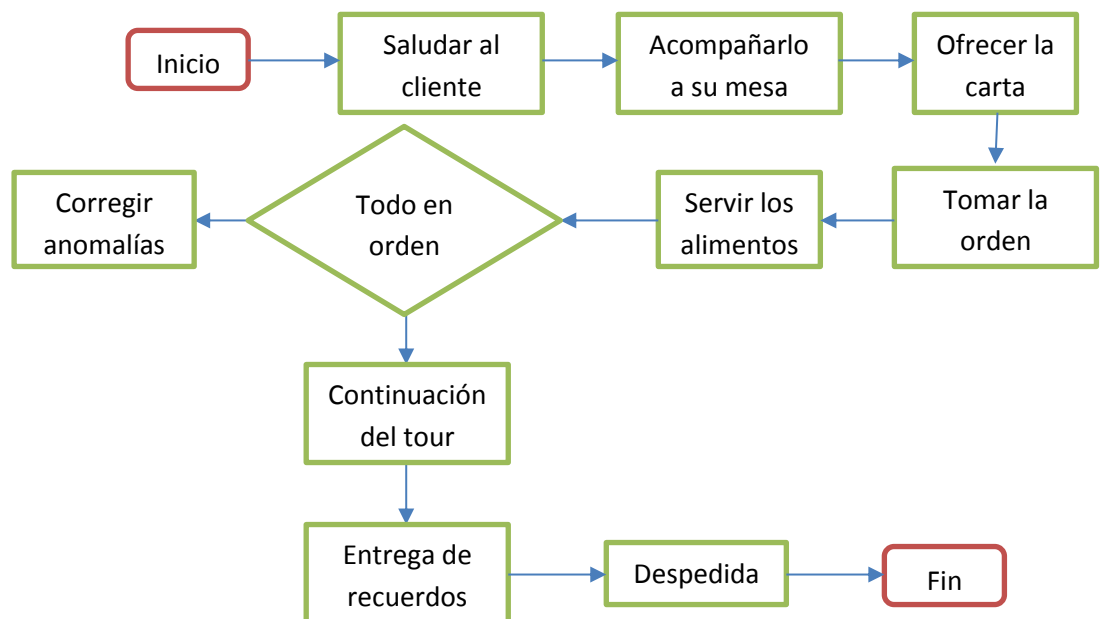 Inicio
Saludar al
cliente
Acompañarlo
a su mesa
Ofrecer la
carta
Tomar la
orden
Servir los
alimentos
Todo en
orden
Corregir
anomalías
Continuación
del tour
Entrega de
recuerdos
Despedida
Fin